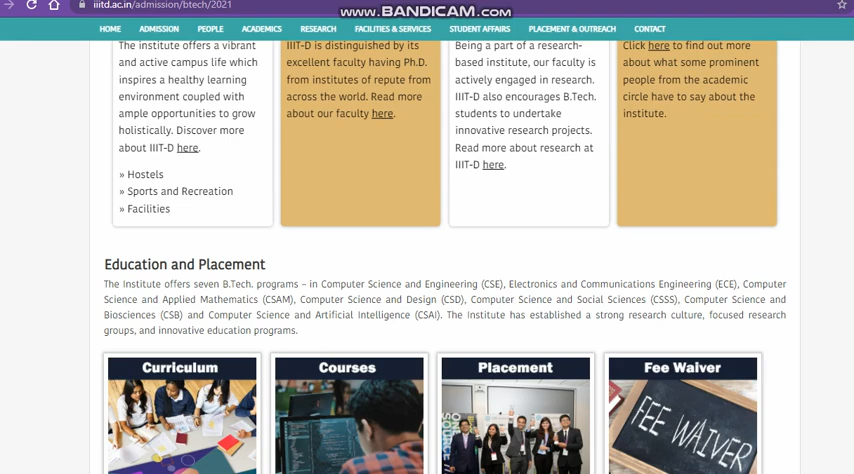 iiitd.ac.in/admission/btech/2021
www.BANDICAM.com
HOME ADMISSION PEOPLE ACADEMICS RESEARCH FACILITIES & SERVICES STUDENT AFFAIRS PLACEMENT & OUTREACH CONTACT
The institute offers a vibrant
and active campus life which
inspires a healthy learning
environment coupled with
ample opportunities to grow
holistically. Discover more
about IIIT-D here.
» Hostels
» Sports and Recreation
» Facilities
IIIT-D is distinguished by its
excellent faculty having Ph.D.
from institutes of repute from
across the world. Read more
about our faculty here.
Being a part of a research-
based institute, our faculty is
actively engaged in research.
IIIT-D also encourages B.Tech.
students to undertake
innovative research projects.
Read more about research at
IIIT-D here.
Click here to find out more
about what some prominent
people from the academic
circle have to say about the
institute.
Education and Placement
The Institute offers seven B.Tech. programs – in Computer Science and Engineering (CSE), Electronics and Communications Engineering (ECE), Computer
Science and Applied Mathematics (CSAM), Computer Science and Design (CSD), Computer Science and Social Sciences (CSSS), Computer Science and
Biosciences (CSB) and Computer Science and Artificial Intelligence (CSAI). The Institute has established a strong research culture, focused research
groups, and innovative education programs.
Curriculum
Courses
Placement
Fee Waiver
FEE WAIVER